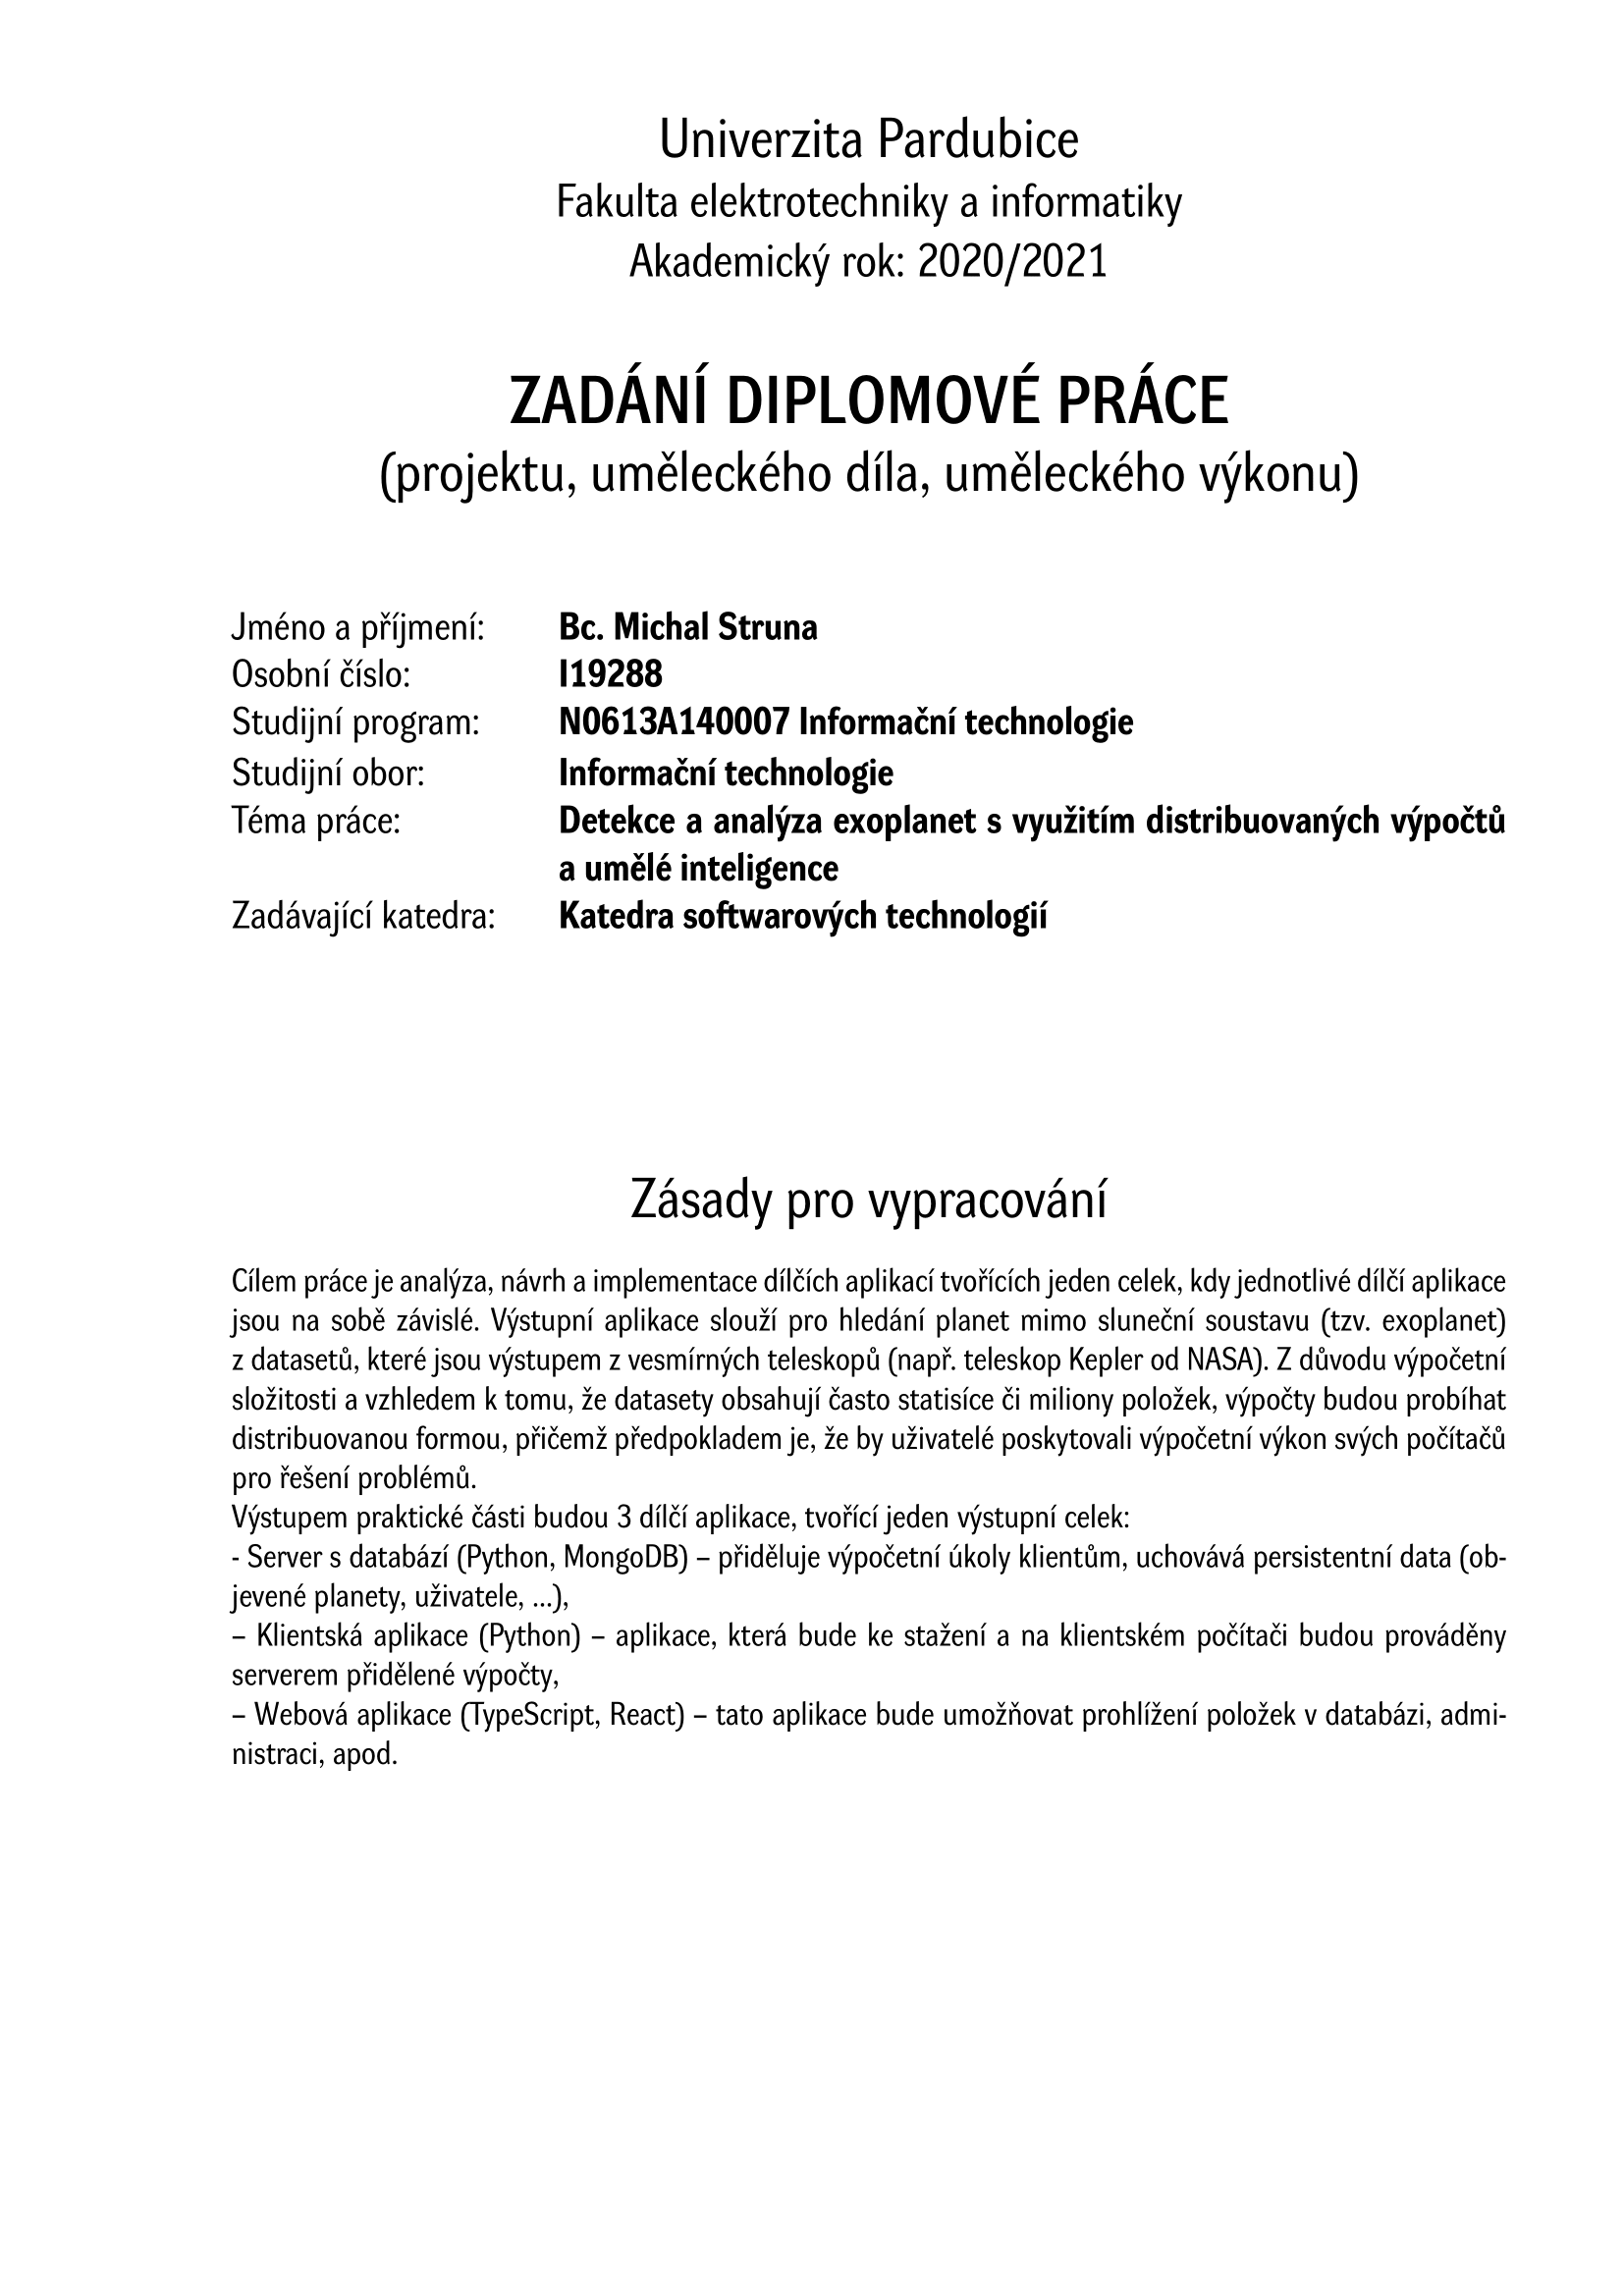 Univerzita Pardubice
Fakulta elektrotechniky a informatiky
Akademický rok: 2020/2021
ZADÁNÍ DIPLOMOVÉ PRÁCE
(projektu, uměleckého díla, uměleckého výkonu)
Jméno a příjmení: Bc. Michal Struna
Osobní číslo: I19288
Studijní program: N0613A140007 Informační technologie
Studijní obor: Informační technologie
Téma práce: Detekce a analýza exoplanet s využitím distribuovaných výpočtů
a umělé inteligence
Zadávající katedra: Katedra softwarových technologií
Zásady pro vypracování
Cílem práce je analýza, návrh a implementace dílčích aplikací tvořících jeden celek, kdy jednotlivé dílčí aplikace
jsou na sobě závislé. Výstupní aplikace slouží pro hledání planet mimo sluneční soustavu (tzv. exoplanet)
z datasetů, které jsou výstupem z vesmírných teleskopů (např. teleskop Kepler od NASA). Z důvodu výpočetní
složitosti a vzhledem k tomu, že datasety obsahují často statisíce či miliony položek, výpočty budou probíhat
distribuovanou formou, přičemž předpokladem je, že by uživatelé poskytovali výpočetní výkon svých počítačů
pro řešení problémů.
Výstupem praktické části budou 3 dílčí aplikace, tvořící jeden výstupní celek:
- Server s databází (Python, MongoDB) – přiděluje výpočetní úkoly klientům, uchovává persistentní data (ob-
jevené planety, uživatele, ...),
– Klientská aplikace (Python) – aplikace, která bude ke stažení a na klientském počítači budou prováděny
serverem přidělené výpočty,
– Webová aplikace (TypeScript, React) – tato aplikace bude umožňovat prohlížení položek v databázi, admi-
nistraci, apod.